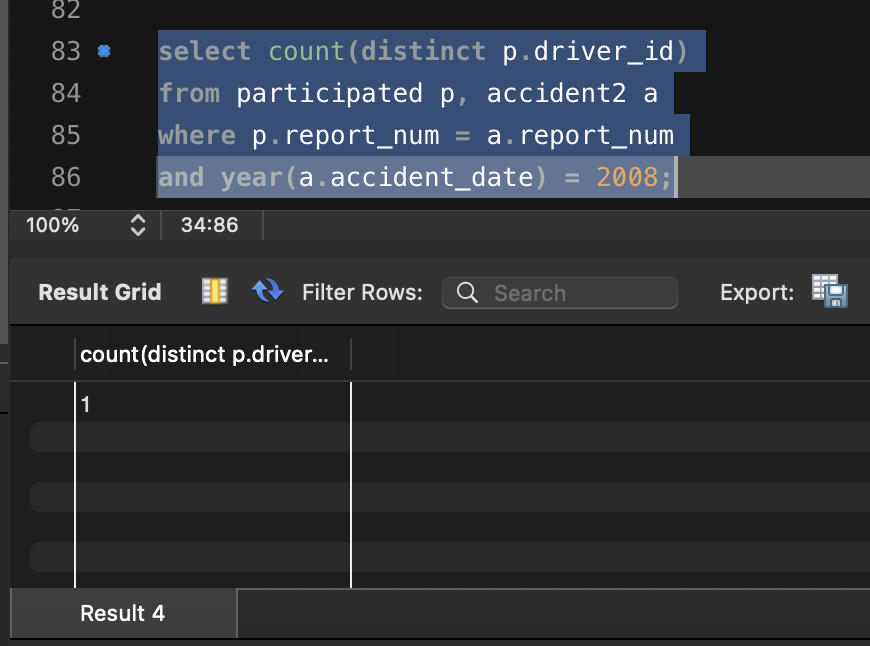 82
83 select count(distinct p.driver_id)
84 from participated p, accident2 a
85 where p.report_num = a.report_num
86 and year(a.accident_date) = 2008;
100% 34:86
Result Grid Filter Rows: Search Export:
count(distinct p.driver...
1
Result 4